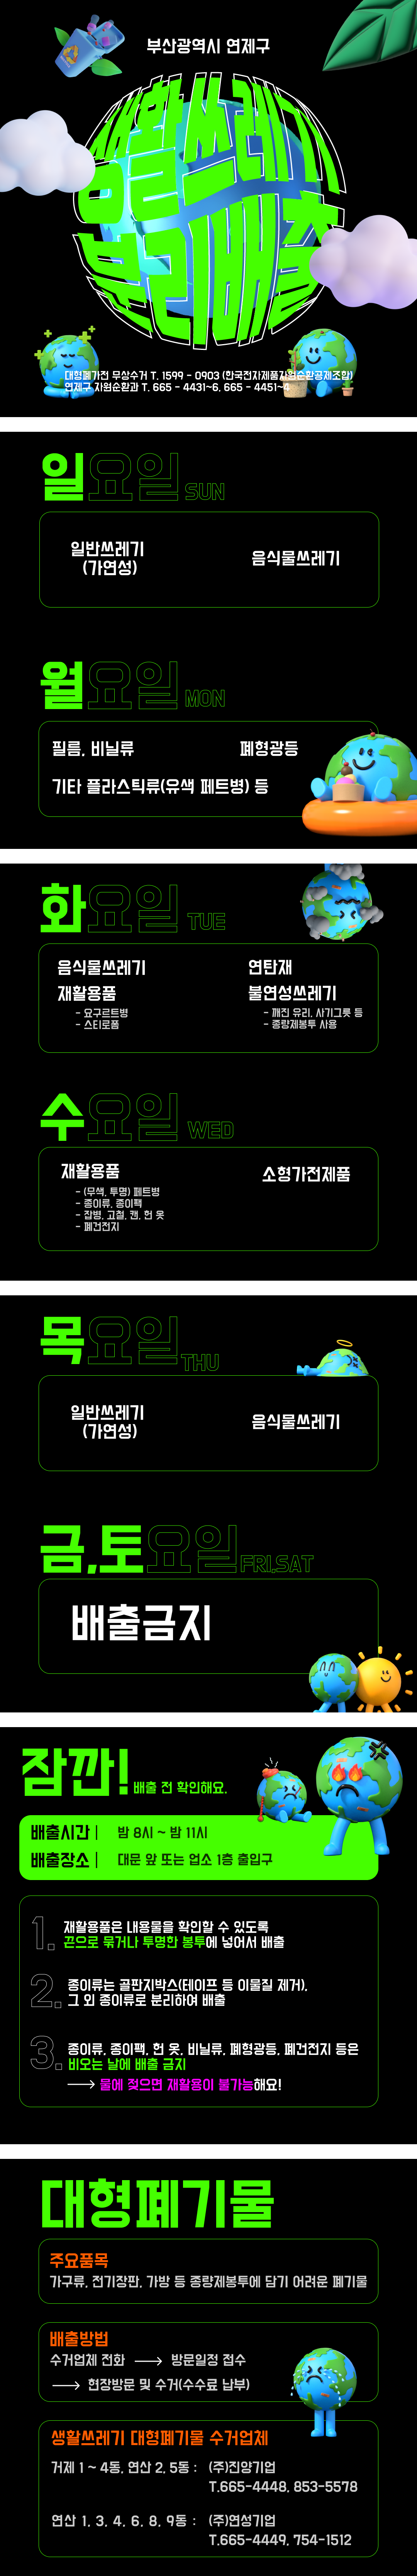 부산광역시 연제구
생활쓰레기
분리배출
대형폐가전 무상수거 T. 1599 - 0903 (한국전자제품자원순환공제조합)
연제구 자원순환과 T. 665 - 4431~6, 665 - 4451~4
일요일 SUN
일반쓰레기
(가연성)
음식물쓰레기
월요일 MON
필름, 비닐류
폐형광등
기타 플라스틱류(유색 페트병) 등
화요일 TUE
음식물쓰레기
재활용품
- 요구르트병
- 스티로폼
연탄재
불연성쓰레기
- 깨진 유리, 사기그릇 등
- 종량제봉투 사용
수요일 WED
재활용품
- (무색, 투명) 페트병
- 종이류, 종이팩
- 잡병, 고철, 캔, 헌 옷
- 폐건전지
소형가전제품
목요일 THU
일반쓰레기
(가연성)
음식물쓰레기
금,토요일 FRI,SAT
배출금지
잠깐! 배출 전 확인해요.
배출시간 | 밤 8시 ~ 밤 11시
배출장소 | 대문 앞 또는 업소 1층 출입구
1. 재활용품은 내용물을 확인할 수 있도록
끈으로 묶거나 투명한 봉투에 넣어서 배출
2. 종이류는 골판지박스(테이프 등 이물질 제거),
그 외 종이류로 분리하여 배출
3. 종이류, 종이팩, 헌 옷, 비닐류, 폐형광등, 폐건전지 등은
비오는 날에 배출 금지
→ 물에 젖으면 재활용이 불가능해요!
대형폐기물
주요품목
가구류, 전기장판, 가방 등 종량제봉투에 담기 어려운 폐기물
배출방법
수거업체 전화 → 방문일정 접수
→ 현장방문 및 수거(수수료 납부)
생활쓰레기 대형폐기물 수거업체
거제 1 ~ 4동, 연산 2, 5동 : (주)진양기업
T.665-4448, 853-5578
연산 1, 3, 4, 6, 8, 9동 : (주)연성기업
T.665-4449, 754-1512